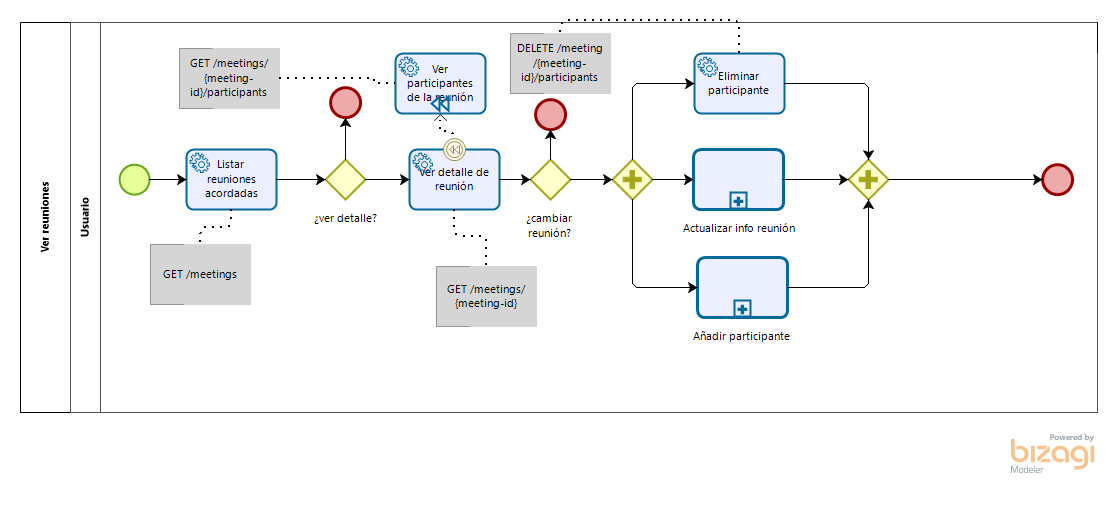 Ver reuniones
Usuario
GET /meetings/
{meeting-
id}/participants
Ver
participantes
de la reunión
DELETE /meeting
/{meeting-
id}/participants
Eliminar
participante
Listar
reuniones
acordadas
¿ver detalle?
Ver detalle de
reunión
¿cambiar
reunión?
Actualizar info reunión
GET /meetings
GET /meetings/
{meeting-id}
Añadir participante
Powered by
bizagi
Modeler